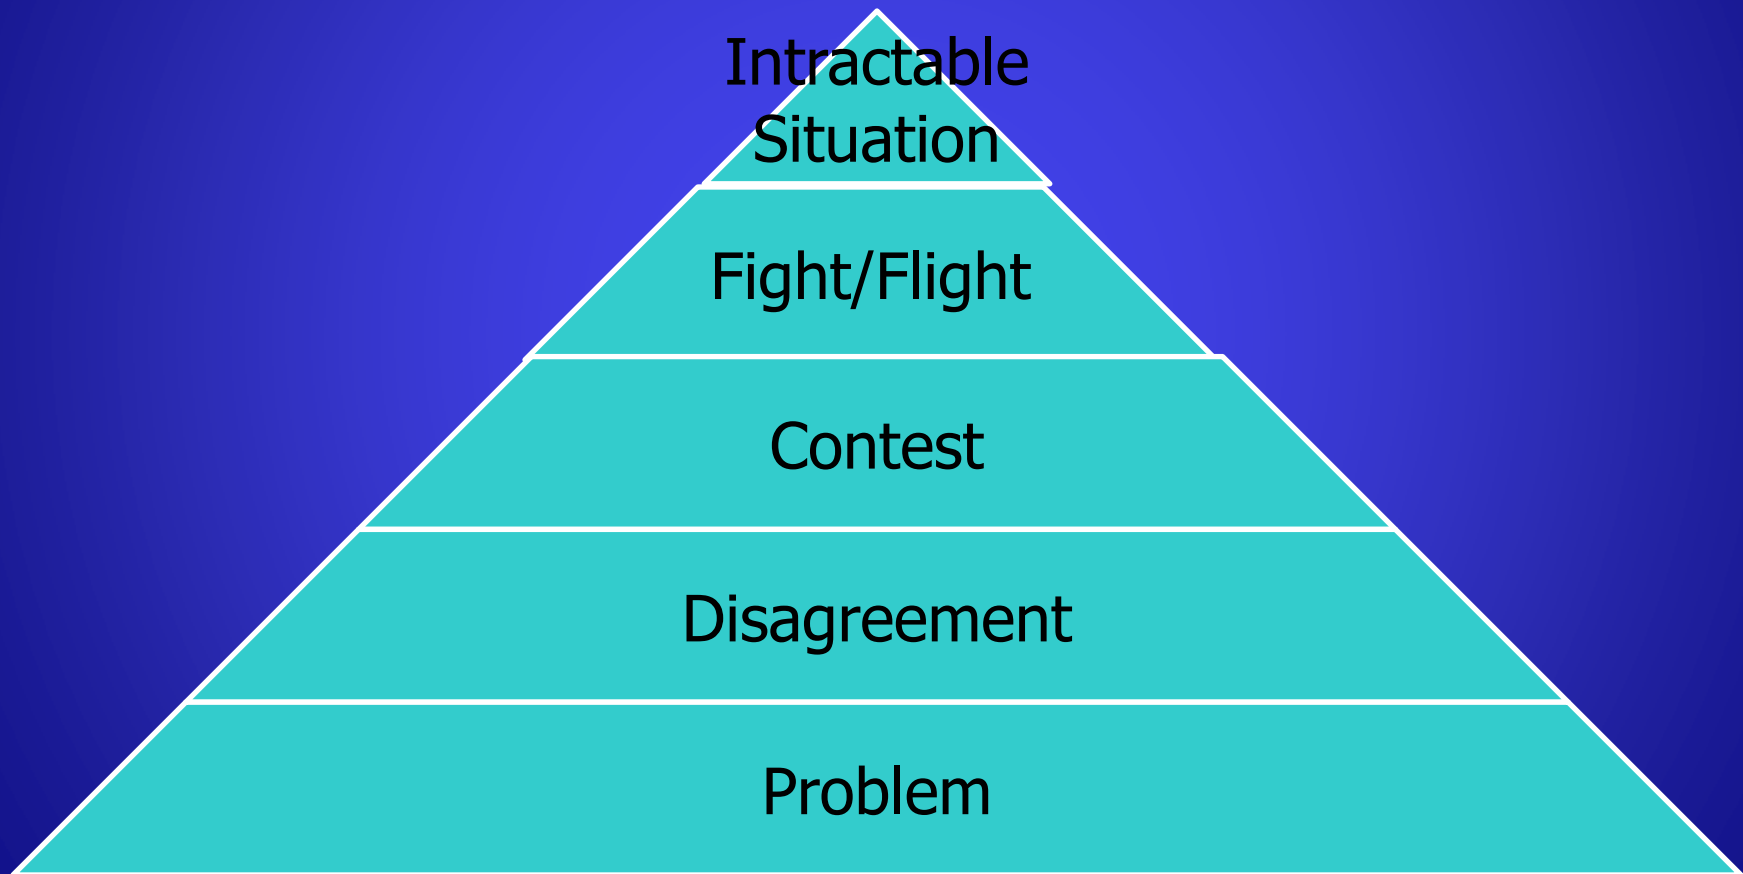 Intractable
Situation
Fight/Flight
Contest
Disagreement
Problem